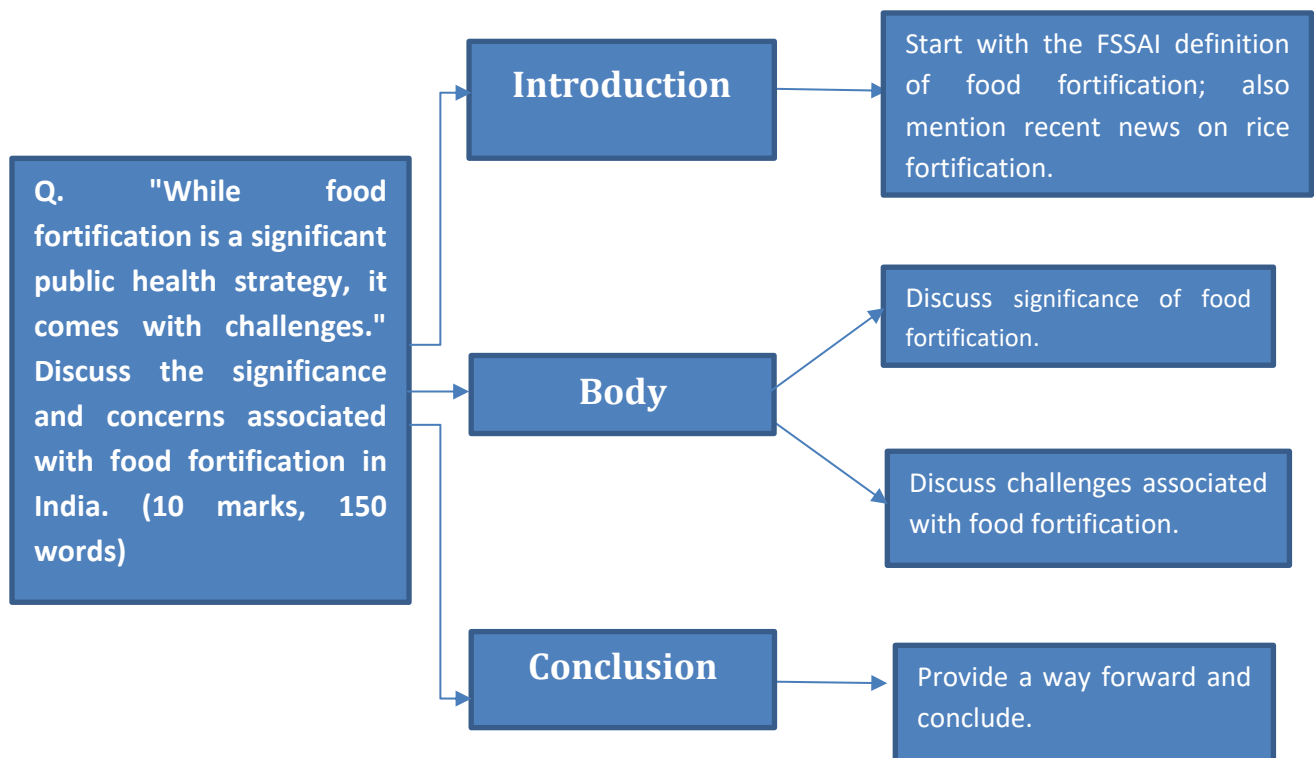 Q. "While food
fortification is a significant
public health strategy, it
comes with challenges."
Discuss the significance
and concerns associated
with food fortification in
India. (10 marks, 150
words)
Introduction
Start with the FSSAI definition
of food fortification; also
mention recent news on rice
fortification.
Body
Discuss significance of food
fortification.
Discuss challenges associated
with food fortification.
Conclusion
Provide a way forward and
conclude.